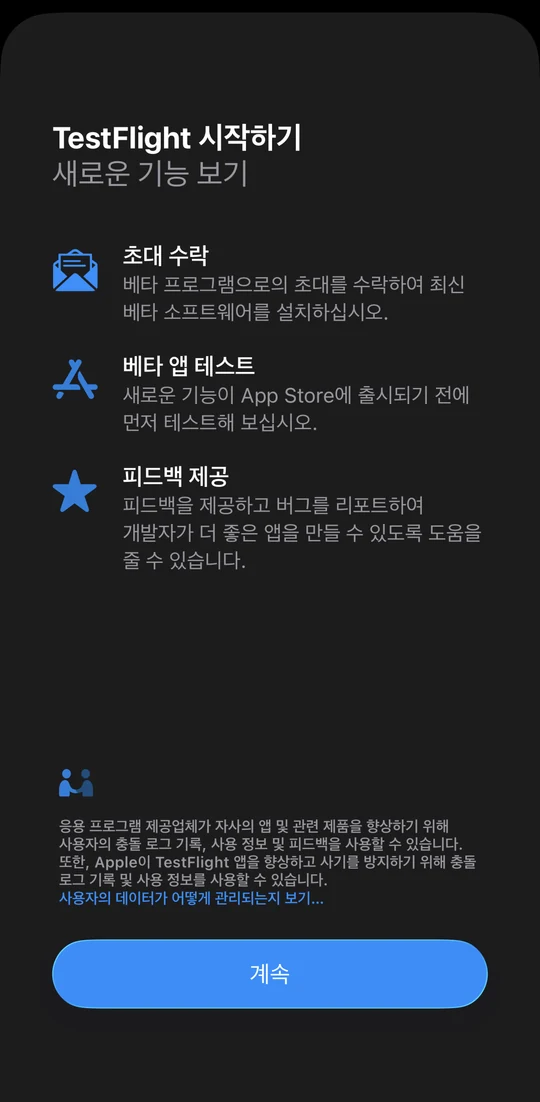 TestFlight 시작하기
새로운 기능 보기
초대 수락
베타 프로그램으로의 초대를 수락하여 최신
베타 소프트웨어를 설치하십시오.
베타 앱 테스트
새로운 기능이 App Store에 출시되기 전에
먼저 테스트해 보십시오.
피드백 제공
피드백을 제공하고 버그를 리포트하여
개발자가 더 좋은 앱을 만들 수 있도록 도움을
줄 수 있습니다.
응용 프로그램 제공업체가 자사의 앱 및 관련 제품을 향상하기 위해
사용자의 충돌 로그 기록, 사용 정보 및 피드백을 사용할 수 있습니다.
또한, Apple이 TestFlight 앱을 향상하고 사기를 방지하기 위해 충돌
로그 기록 및 사용 정보를 사용할 수 있습니다.
사용자의 데이터가 어떻게 관리되는지 보기...
계속